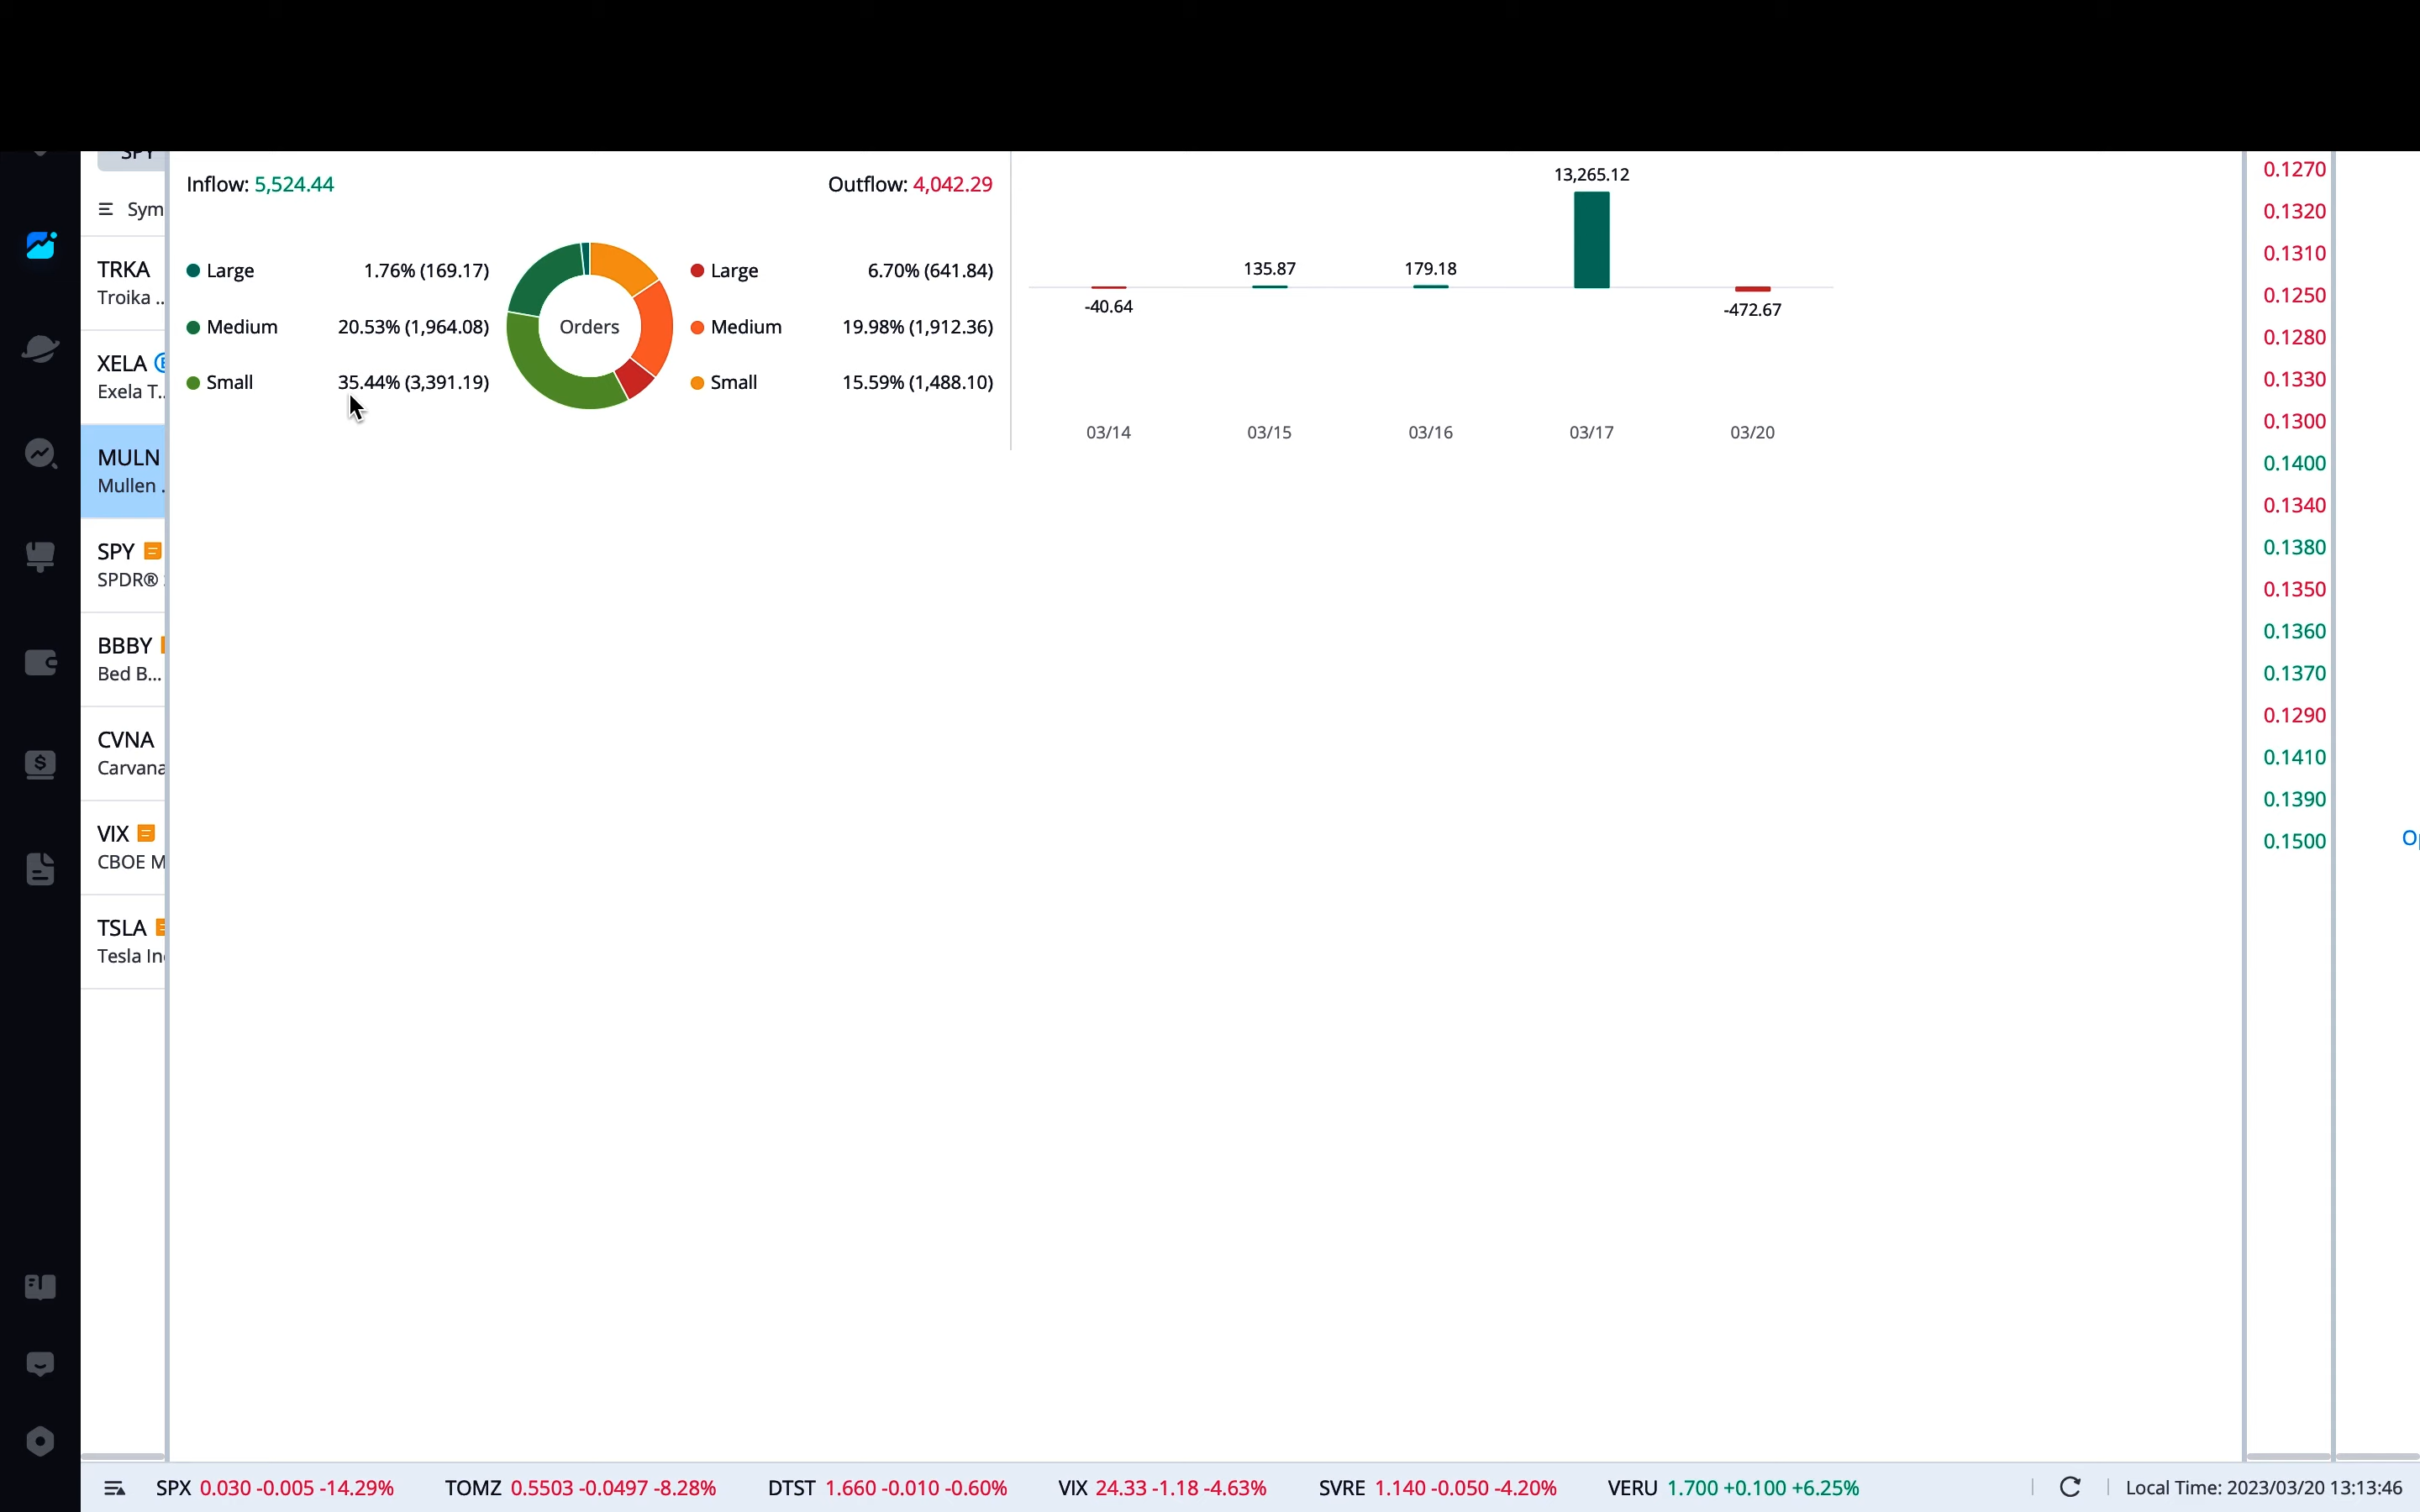 SPY
Sym
TRKA
Troika ..
XELA
Exela T..
MULN
Mullen .
SPY
SPDR®
BBBY
Bed B...
CVNA
Carvana
VIX
CBOE M
TSLA
Tesla In
Inflow: 5,524.44
Outflow: 4,042.29
Large 1.76% (169.17)
Medium 20.53% (1,964.08)
Small 35.44% (3,391.19)
Orders
Large 6.70% (641.84)
Medium 19.98% (1,912.36)
Small 15.59% (1,488.10)
-40.64
135.87
179.18
13,265.12
-472.67
03/14 03/15 03/16 03/17 03/20
0.1270
0.1320
0.1310
0.1250
0.1280
0.1330
0.1300
0.1400
0.1340
0.1380
0.1350
0.1360
0.1370
0.1290
0.1410
0.1390
0.1500
SPX 0.030 -0.005 -14.29% TOMZ 0.5503 -0.0497 -8.28% DTST 1.660 -0.010 -0.60% VIX 24.33 -1.18 -4.63% SVRE 1.140 -0.050 -4.20% VERU 1.700 +0.100 +6.25% Local Time: 2023/03/20 13:13:46